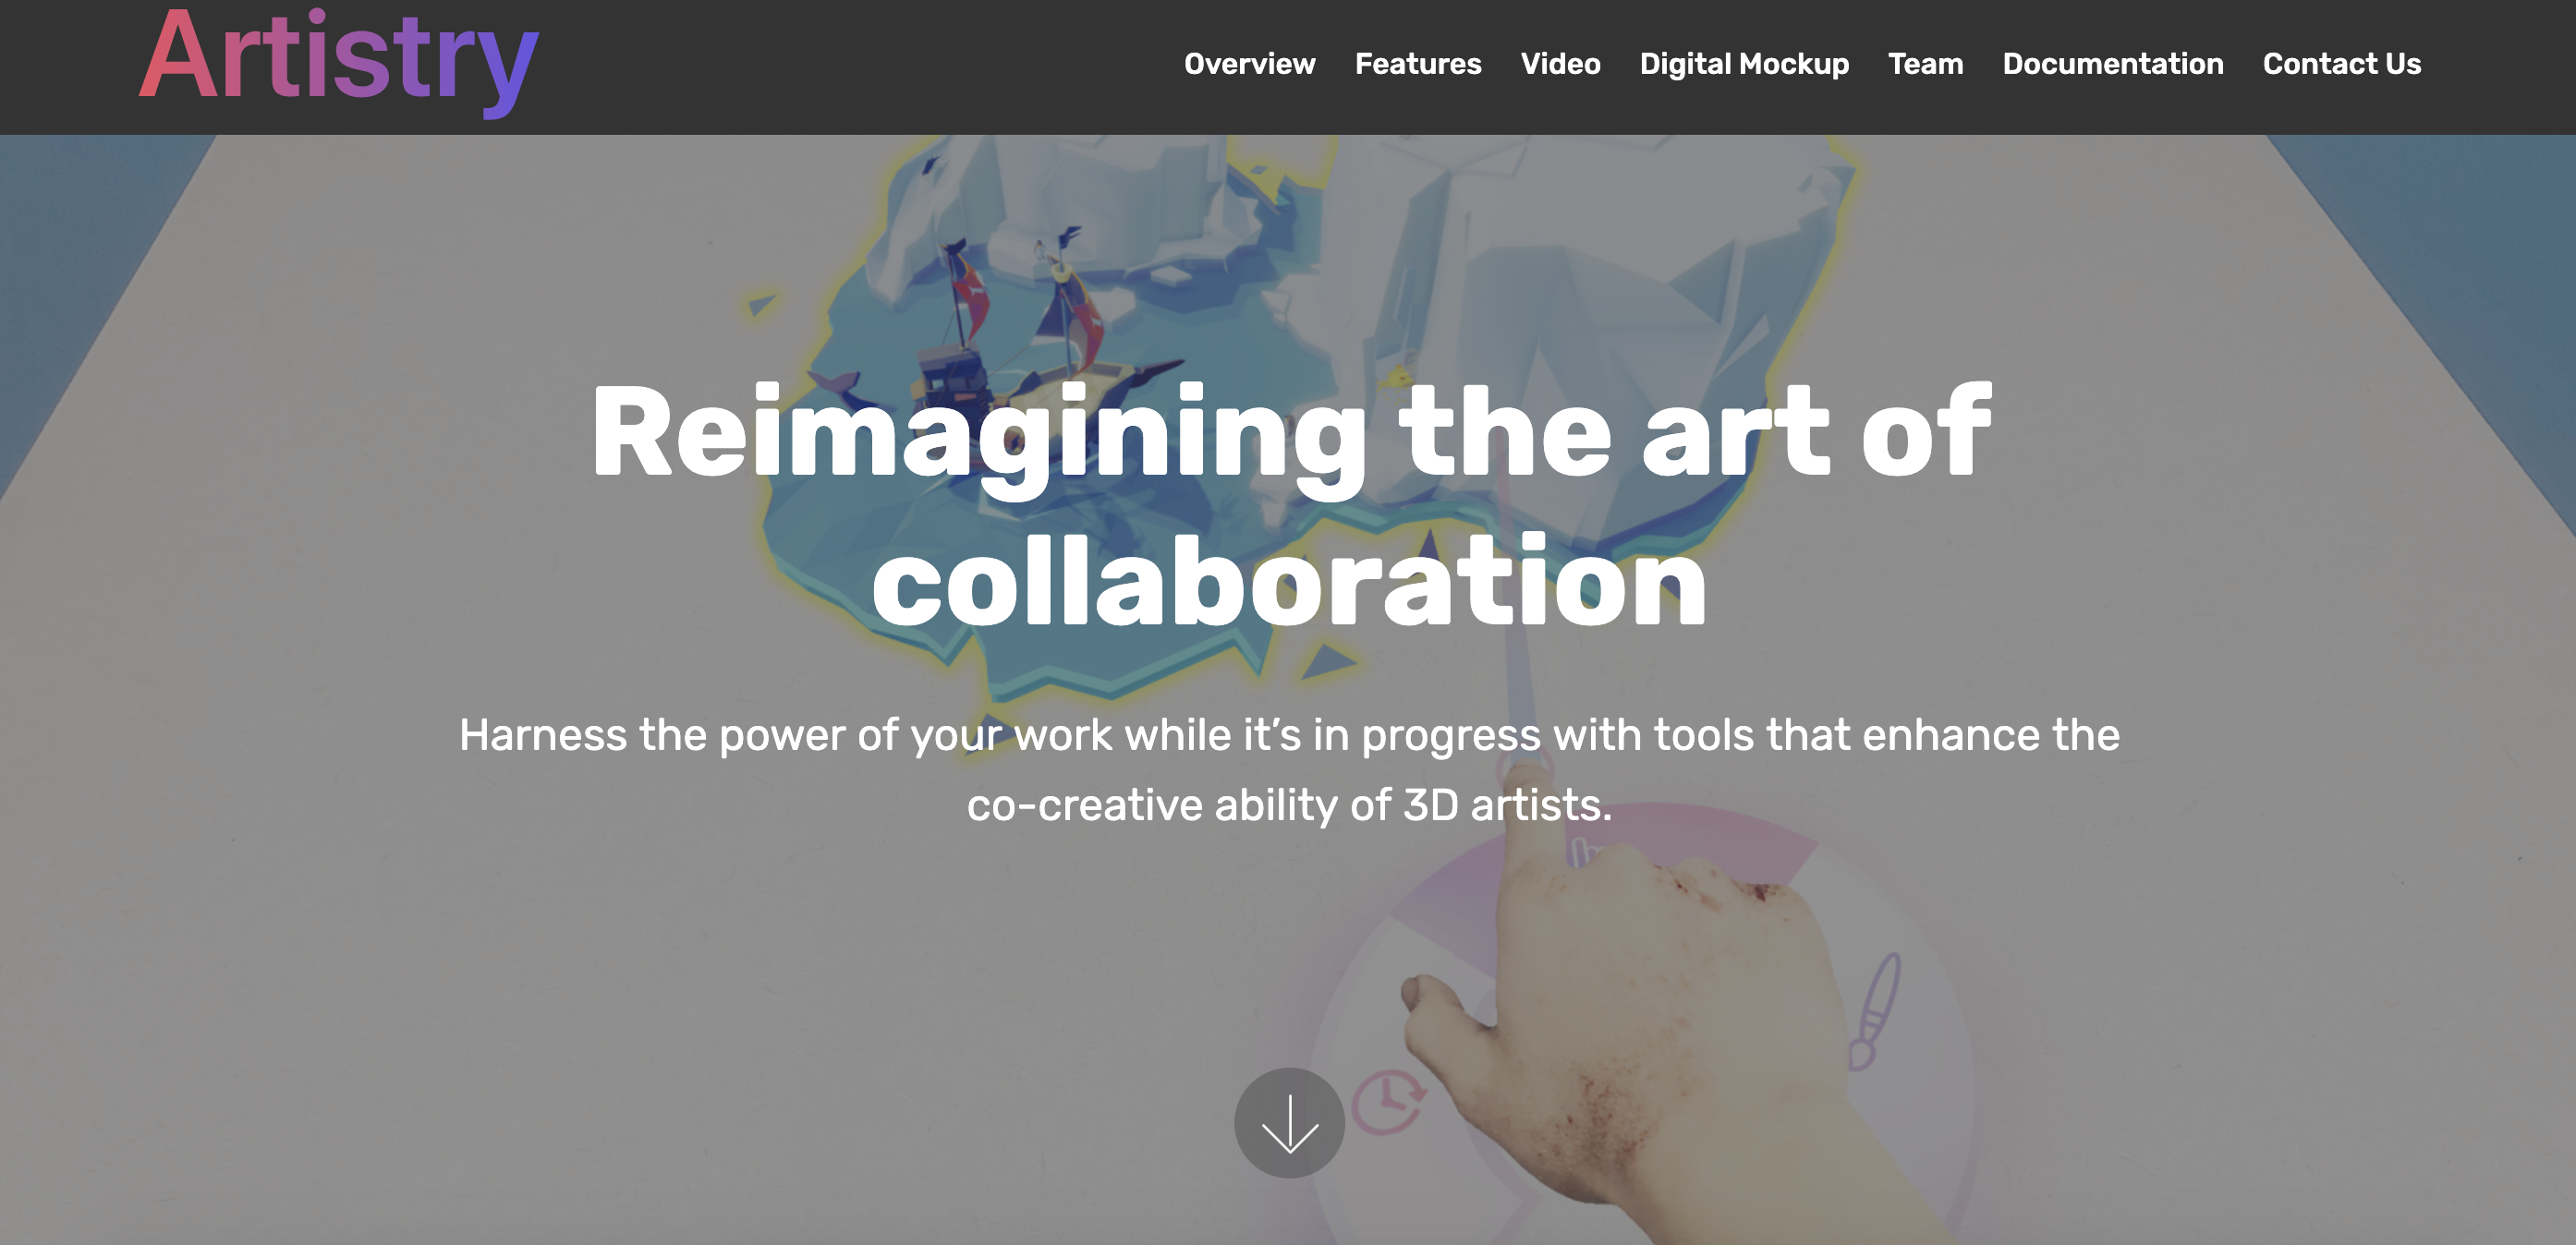 Artistry
Overview Features Video Digital Mockup Team Documentation Contact Us
Reimagining the art of
collaboration
Harness the power of your work while it’s in progress with tools that enhance the
co-creative ability of 3D artists.